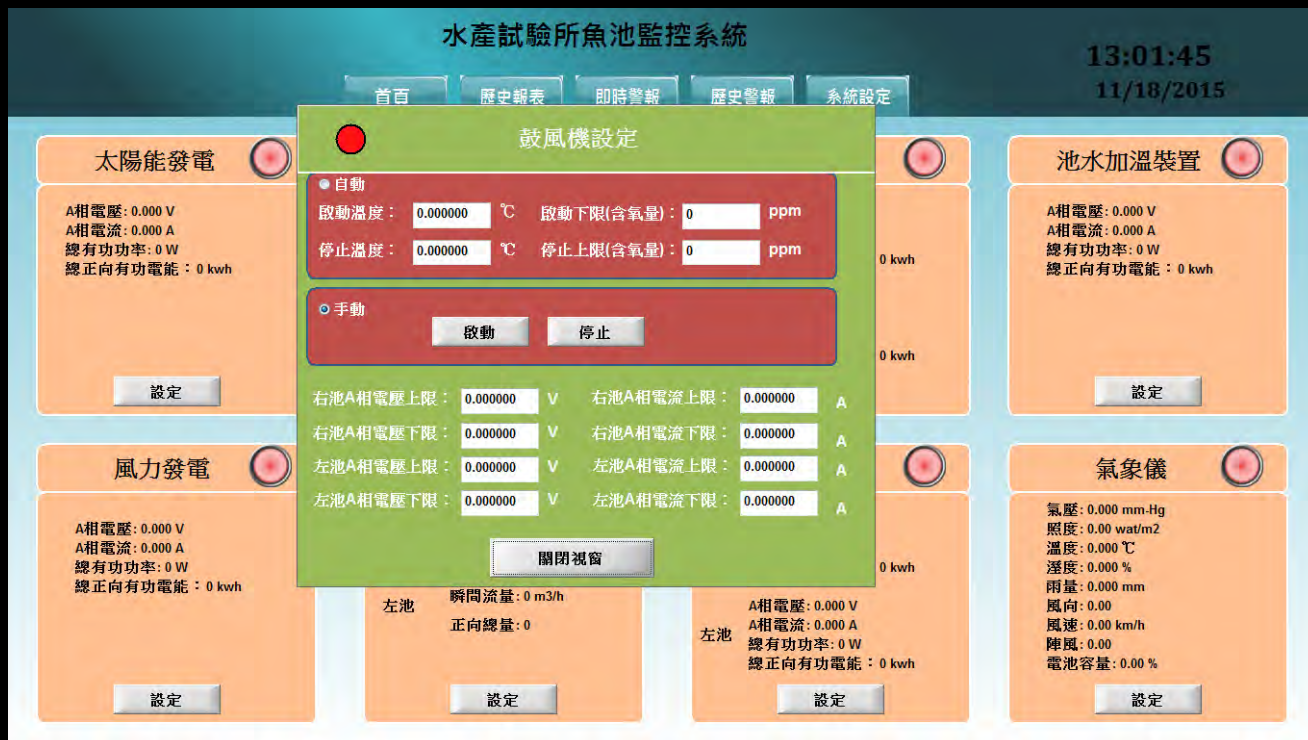 水產試驗所魚池監控系統
13:01:45
11/18/2015
首頁
歷史報表
即時警報
歷史警報
系統設定
太陽能發電
A相電壓: 0.000 V
A相電流: 0.000 A
總有功功率: 0 W
總正向有功電能: 0 kwh
設定
鼓風機設定
自動
啟動溫度: 0.000000 ℃ 啟動下限(含氧量): 0 ppm
停止溫度: 0.000000 ℃ 停止上限(含氧量): 0 ppm
手動
啟動 停止
右池A相電壓上限: 0.000000 V 右池A相電流上限: 0.000000 A
右池A相電壓下限: 0.000000 V 右池A相電流下限: 0.000000 A
左池A相電壓上限: 0.000000 V 左池A相電流上限: 0.000000 A
左池A相電壓下限: 0.000000 V 左池A相電流下限: 0.000000 A
關閉視窗
0 kwh
0 kwh
池水加溫裝置
A相電壓: 0.000 V
A相電流: 0.000 A
總有功功率: 0 W
總正向有功電能: 0 kwh
設定
風力發電
A相電壓: 0.000 V
A相電流: 0.000 A
總有功功率: 0 W
總正向有功電能: 0 kwh
設定
左池
瞬間流量: 0 m3/h
正向總量: 0
設定
0 kwh
左池
A相電壓: 0.000 V
A相電流: 0.000 A
總有功功率: 0 W
總正向有功電能: 0 kwh
設定
氣象儀
氣壓: 0.000 mm-Hg
照度: 0.00 wat/m2
溫度: 0.000 ℃
溼度: 0.000 %
雨量: 0.000 mm
風向: 0.00
風速: 0.00 km/h
陣風: 0.00
電池容量: 0.00 %
設定